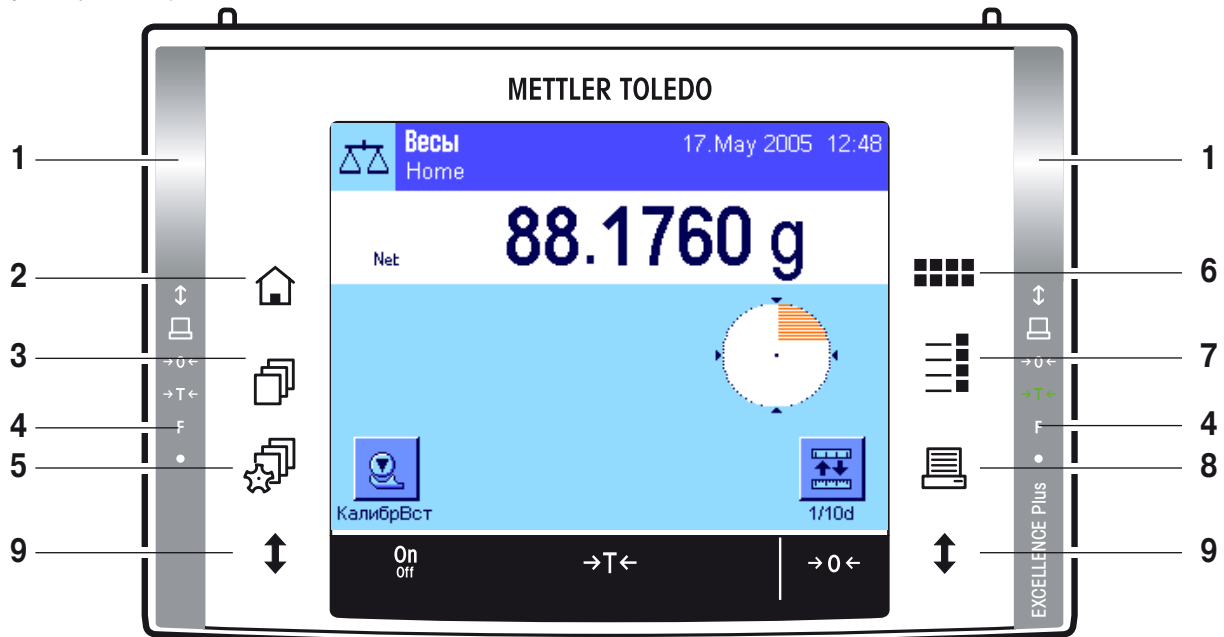 METTLER TOLEDO
Весы
17.May 2005 12:48
Home
Net
88.1760 g
КалибрВст
1/10d
On
Off
→T←
→0←
1
2
3
4
5
9
→0←
→T←
F
1
6
7
4
8
9
→0←
→T←
F
EXCELLENCE Plus